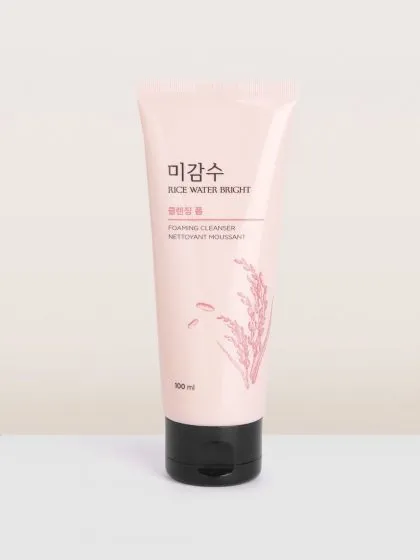 미감수
RICE WATER BRIGHT
클렌징 폼
FOAMING CLEANSER
NETTOYANT MOUSSANT
100 ml